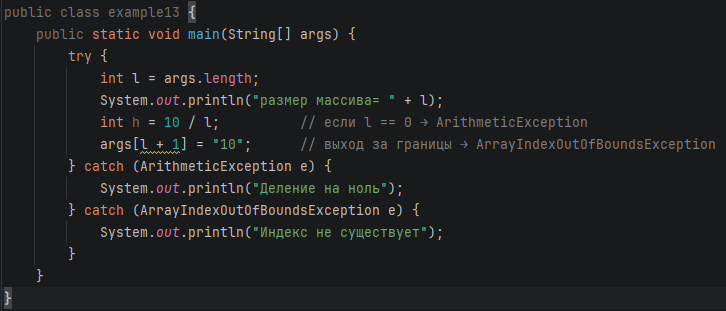 public class example13 {
    public static void main(String[] args) {
        try {
            int l = args.length;
            System.out.println("размер массива= " + l);
            int h = 10 / l;          // если l == 0 → ArithmeticException
            args[l + 1] = "10";      // выход за границы → ArrayIndexOutOfBoundsException
        } catch (ArithmeticException e) {
            System.out.println("Деление на ноль");
        } catch (ArrayIndexOutOfBoundsException e) {
            System.out.println("Индекс не существует");
        }
    }
}